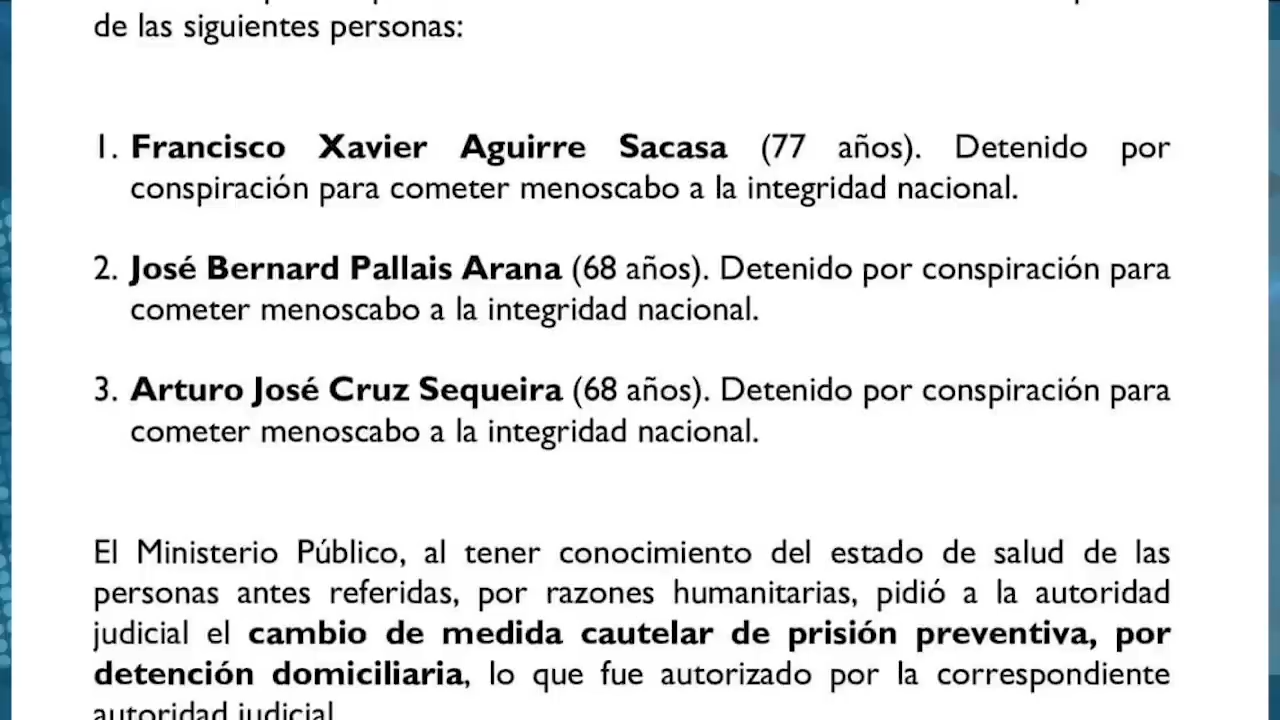 de las siguientes personas:
1. Francisco Xavier Aguirre Sacasa (77 años). Detenido por
conspiración para cometer menoscabo a la integridad nacional.
2. José Bernard Pallais Arana (68 años). Detenido por conspiración para
cometer menoscabo a la integridad nacional.
3. Arturo José Cruz Sequeira (68 años). Detenido por conspiración para
cometer menoscabo a la integridad nacional.
El Ministerio Público, al tener conocimiento del estado de salud de las
personas antes referidas, por razones humanitarias, pidió a la autoridad
judicial el cambio de medida cautelar de prisión preventiva, por
detención domiciliaria, lo que fue autorizado por la correspondiente
autoridad judicial